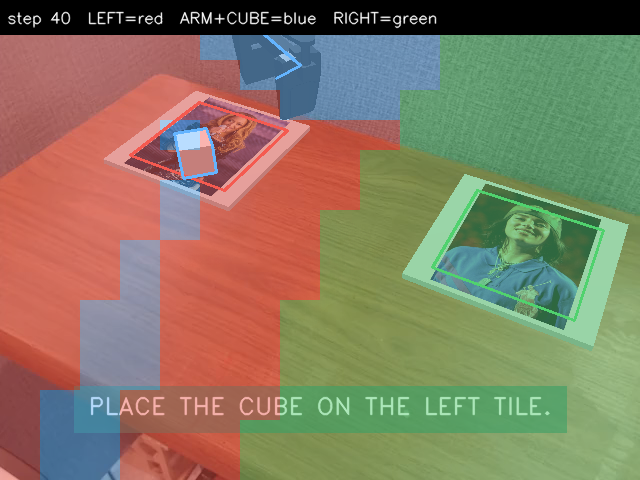 step 40 LEFT=red ARM+CUBE=blue RIGHT=green
PLACE THE CUBE ON THE LEFT TILE.